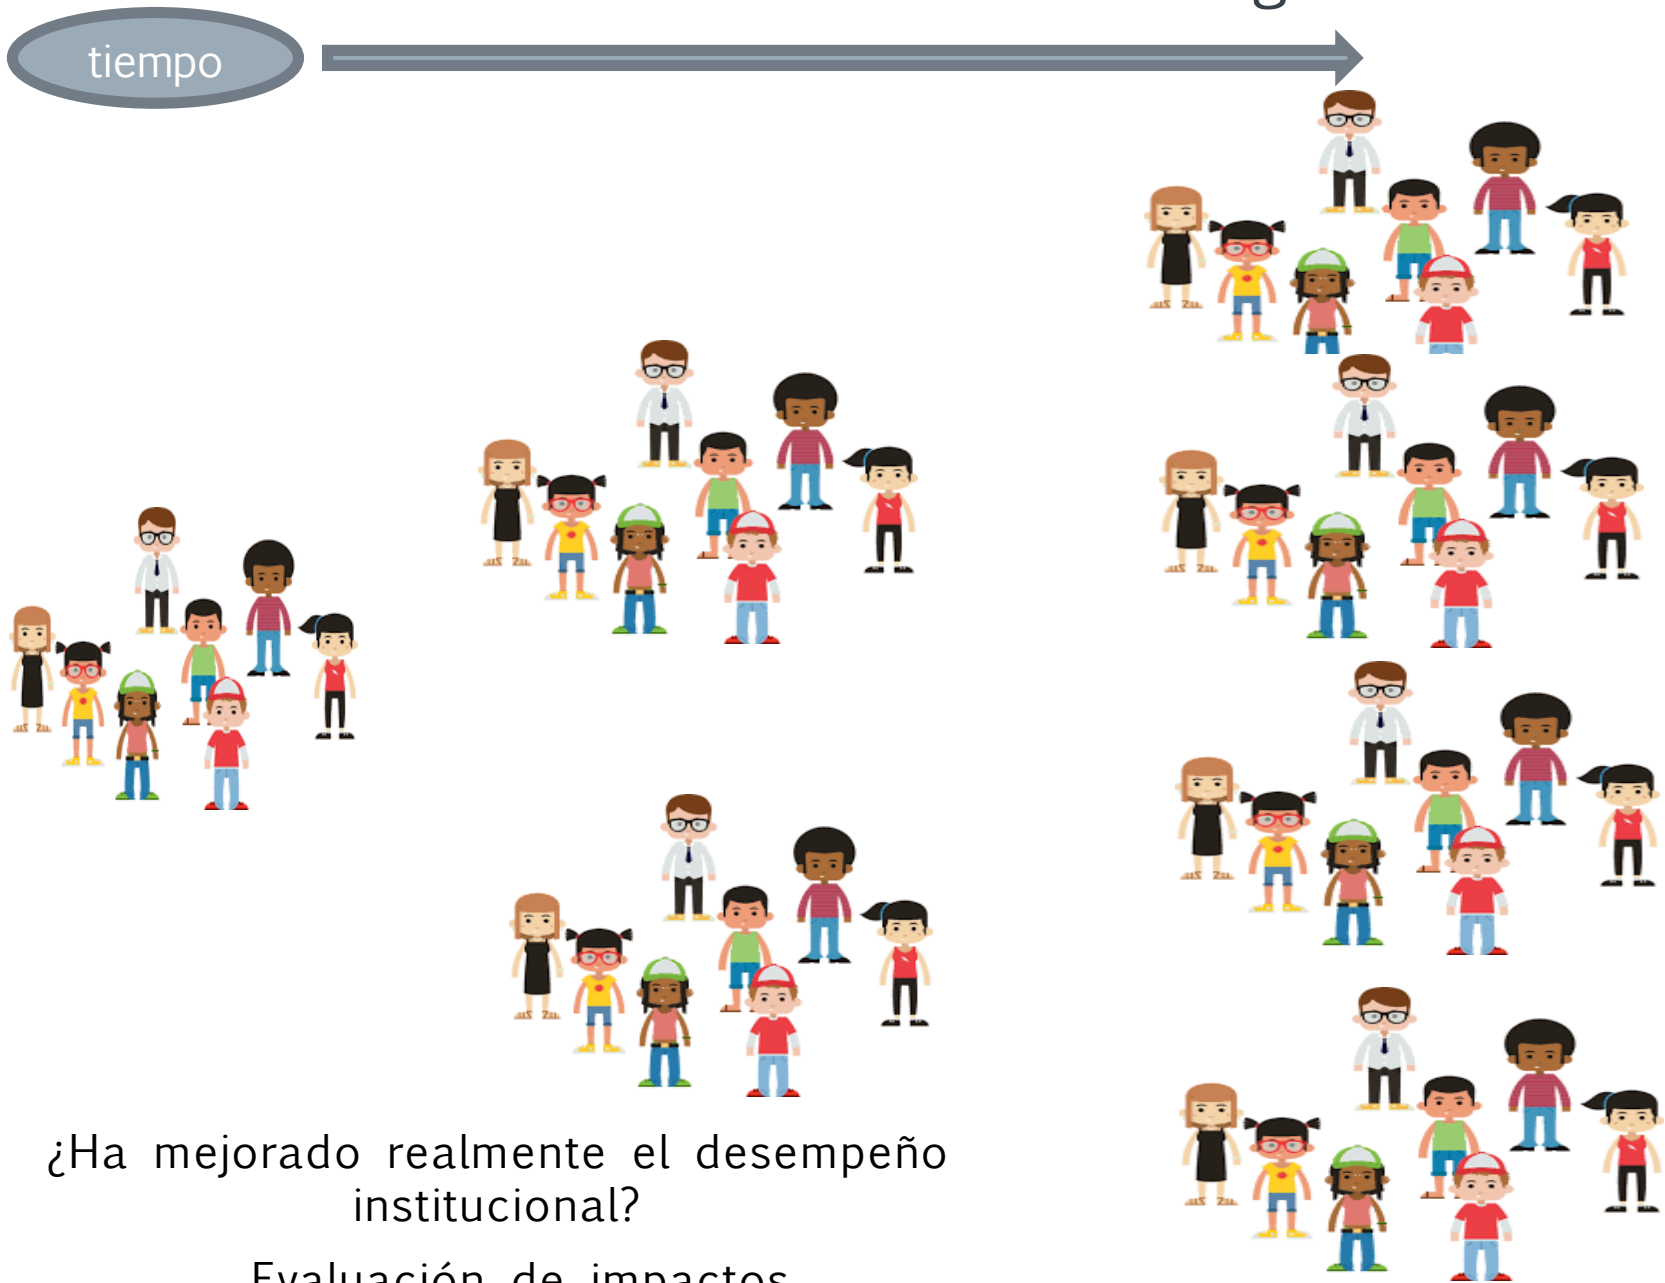 tiempo
¿Ha mejorado realmente el desempeño
institucional?
Evaluación de impactos